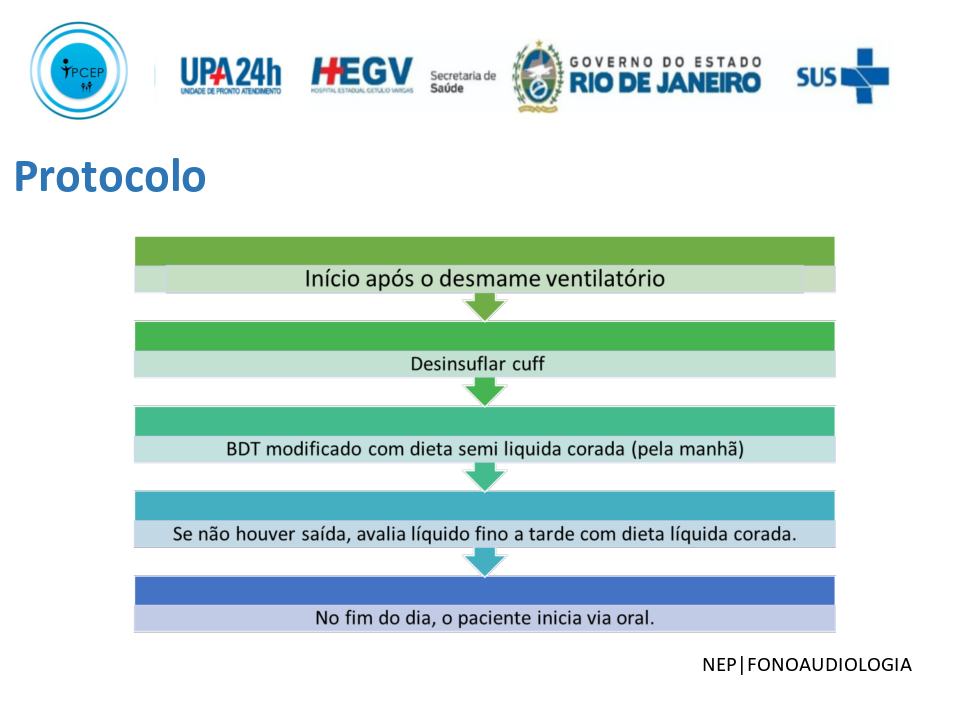 PCEP
UPA24h
UNIDADE DE PRONTO ATENDIMENTO
HEGV
HOSPITAL ESTADUAL GETULIO VARGAS
Secretaria de
Saúde
GOVERNO DO ESTADO
RIO DE JANEIRO
SUS
Protocolo
Início após o desmame ventilatório
Desinsuflar cuff
BDT modificado com dieta semi liquida corada (pela manhã)
Se não houver saída, avalia líquido fino a tarde com dieta líquida corada.
No fim do dia, o paciente inicia via oral.
NEP|FONOAUDIOLOGIA